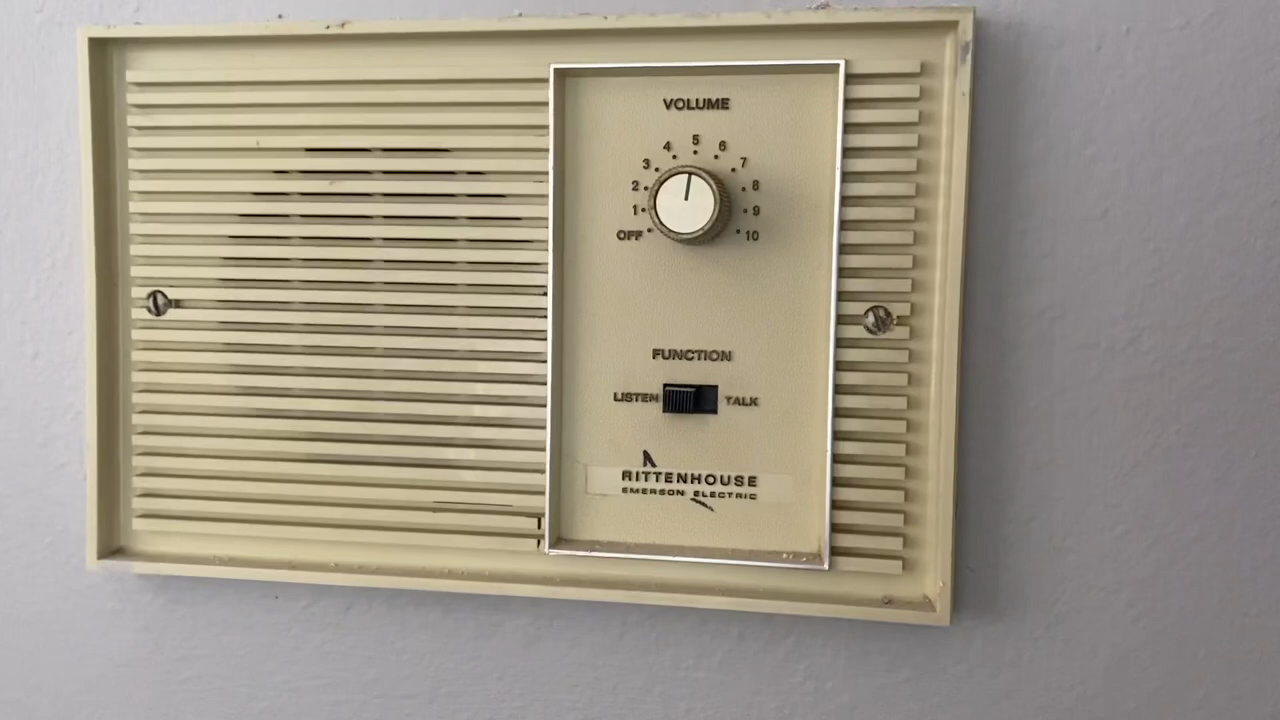 VOLUME
5
4 6
3 7
2 8
1 9
OFF 10
FUNCTION
LISTEN TALK
RITTENHOUSE
EMERSON ELECTRIC